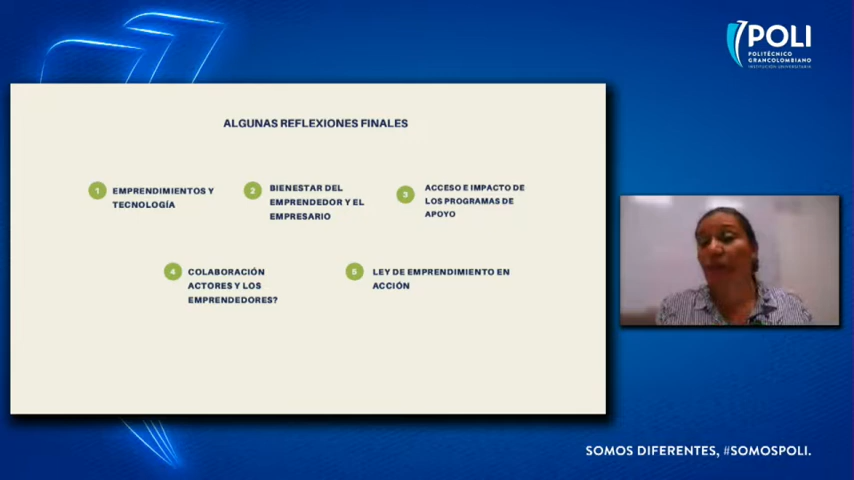 POLI
POLITÉCNICO
GRANCOLOMBIANO
INSTITUCIÓN UNIVERSITARIA
ALGUNAS REFLEXIONES FINALES
1
EMPRENDIMIENTOS Y
TECNOLOGÍA
2
BIENESTAR DEL
EMPRENDEDOR Y EL
EMPRESARIO
3
ACCESO E IMPACTO DE
LOS PROGRAMAS DE
APOYO
4
COLABORACIÓN
ACTORES Y LOS
EMPRENDEDORES?
5
LEY DE EMPRENDIMIENTO EN
ACCIÓN
SOMOS DIFERENTES, #SOMOSPOLI.